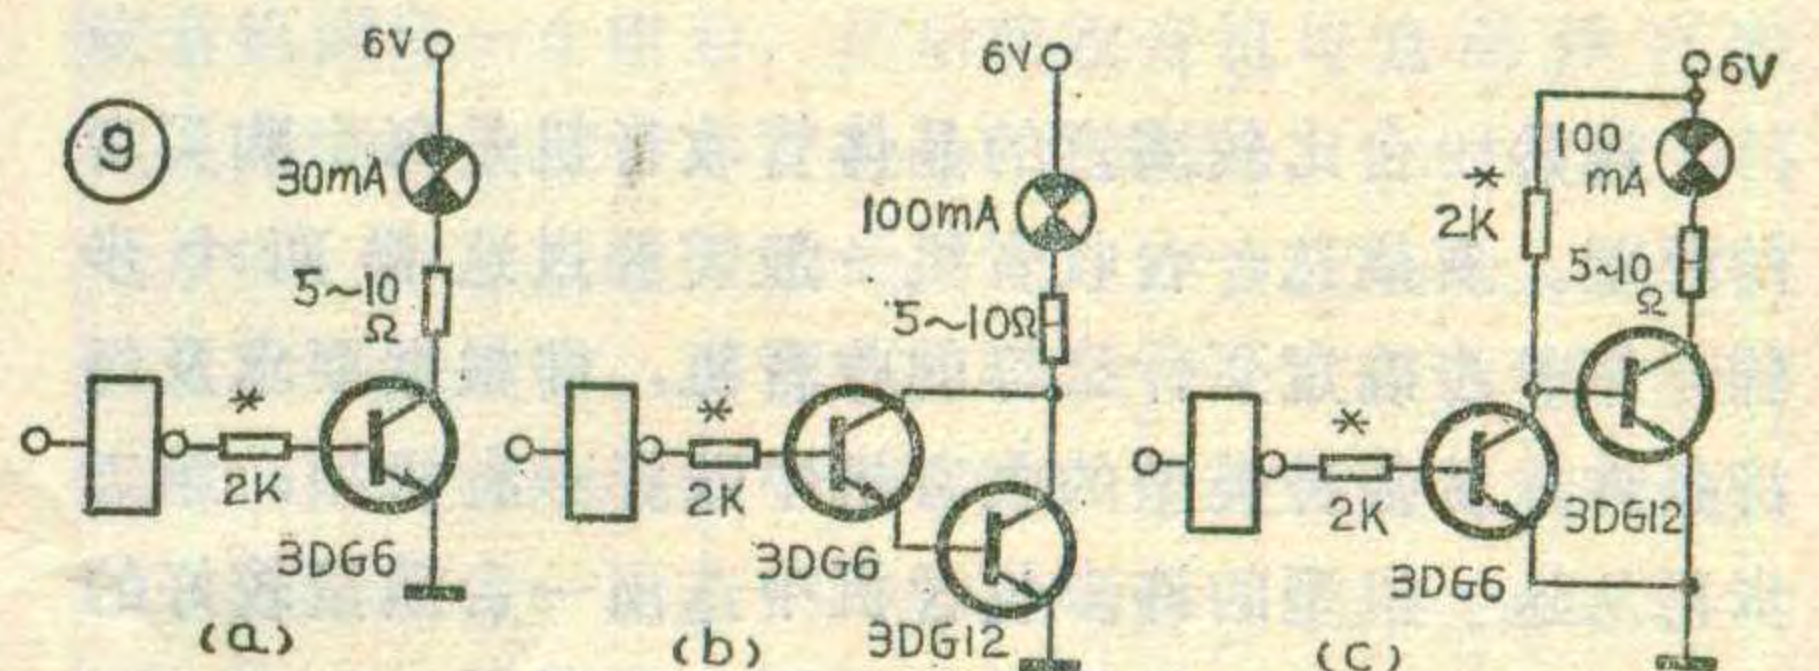 9
6V
30mA
5~10
Ω
*
2K
3DG6
(a)
6V
100mA
5~10Ω
*
2K
3DG6
3DG12
(b)
6V
100
mA
*
2K
5~10
Ω
*
2K
3DG12
3DG6
(c)